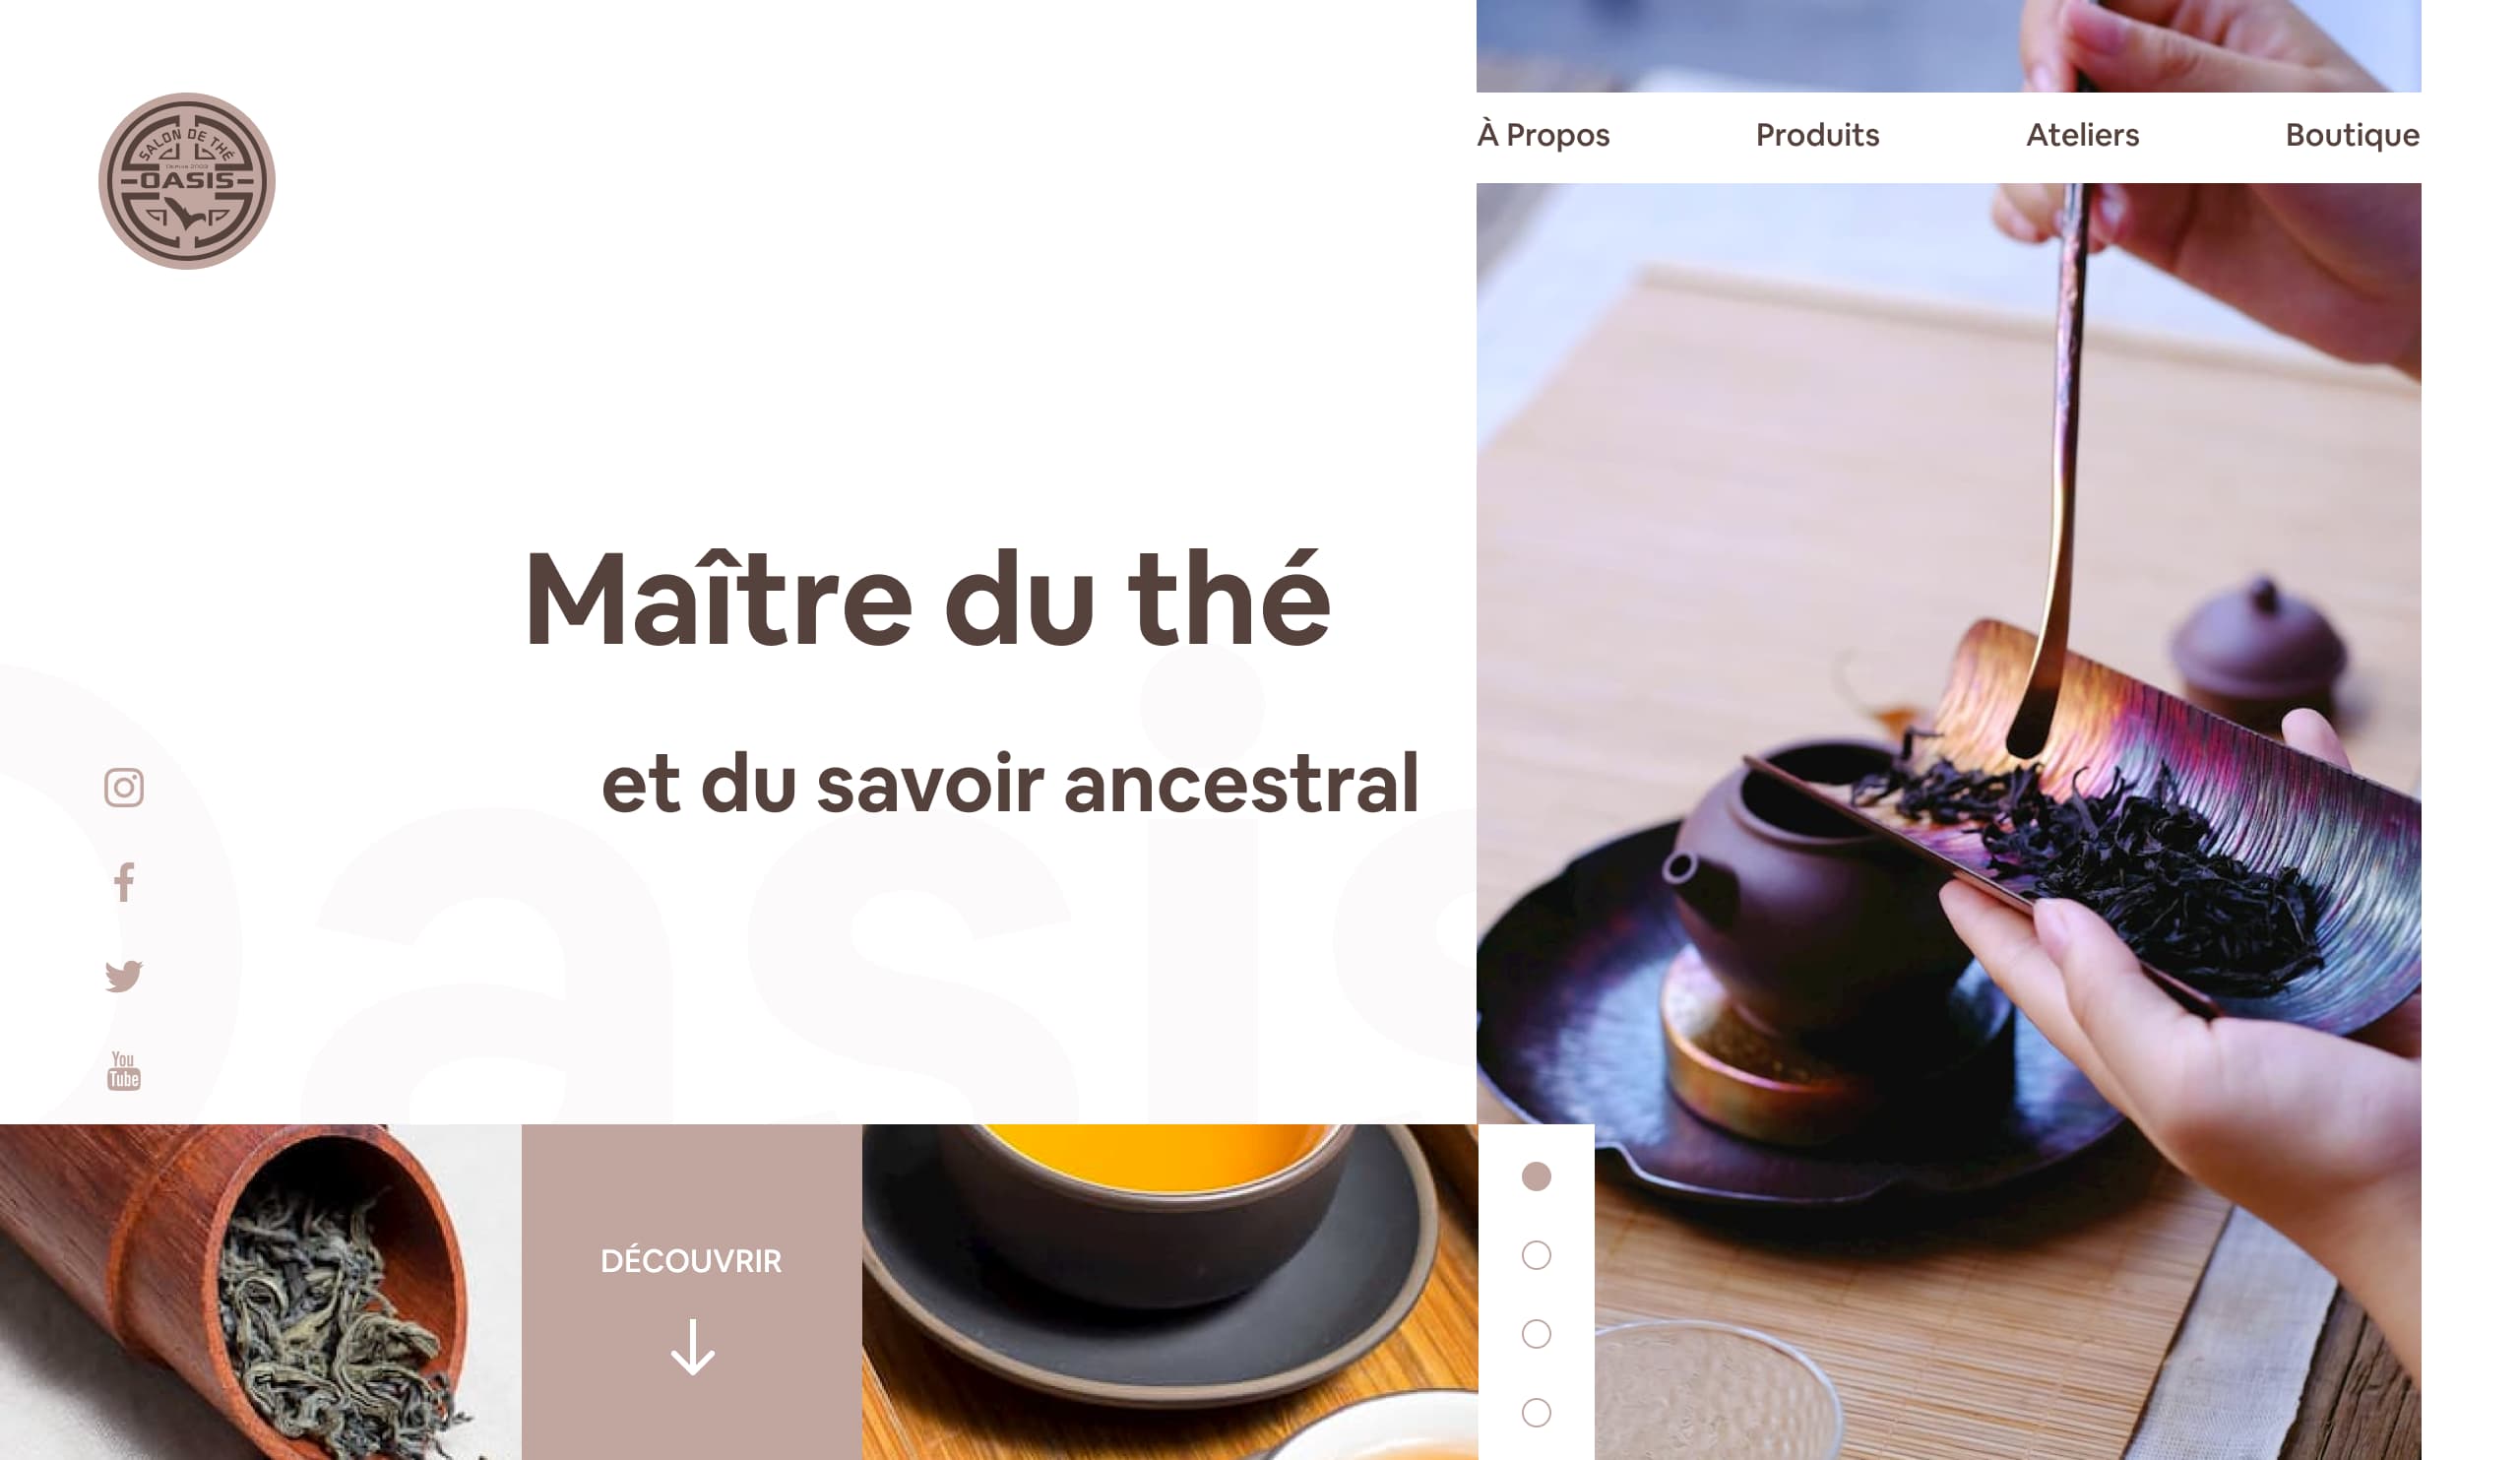 SALON DE THÉ
OASIS
À Propos
Produits
Ateliers
Boutique
Maître du thé
et du savoir ancestral
Oasis
You
Tube
DÉCOUVRIR